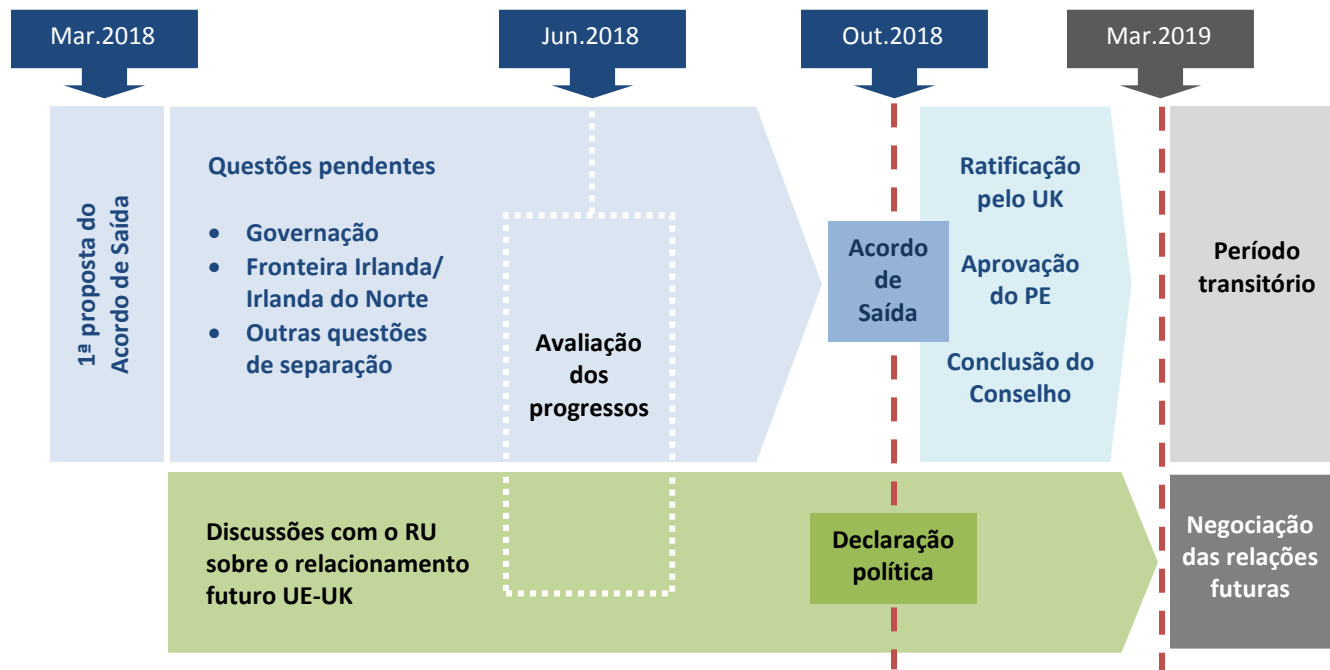 Mar.2018
Jun.2018
Out.2018
Mar.2019
1ª proposta do
Acordo de Saída
Questões pendentes
• Governação
• Fronteira Irlanda/
Irlanda do Norte
• Outras questões
de separação
Avaliação
dos
progressos
Acordo
de
Saída
Ratificação
pelo UK
Aprovação
do PE
Conclusão do
Conselho
Período
transitório
Discussões com o RU
sobre o relacionamento
futuro UE-UK
Declaração
política
Negociação
das relações
futuras